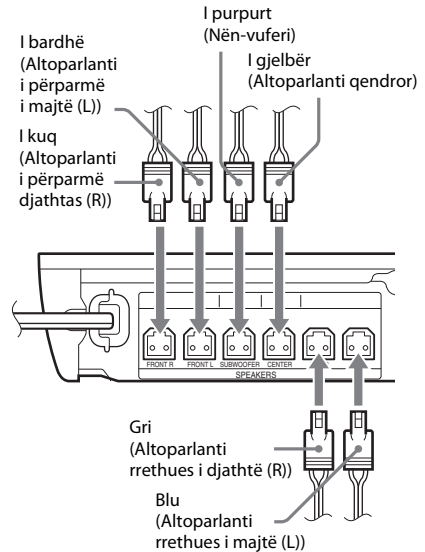 I purpurt
(Nën-vuferi)
I bardhë
(Altoparlanti
i përparmë
i majtë (L))
I gjelbër
(Altoparlanti qendror)
I kuq
(Altoparlanti
i përparmë
djathtas (R))
FRONT R
FRONT L
SUBWOOFER
CENTER
SPEAKERS
Gri
(Altoparlanti
rrethues i djathtë (R))
Blu
(Altoparlanti
rrethues i majtë (L))